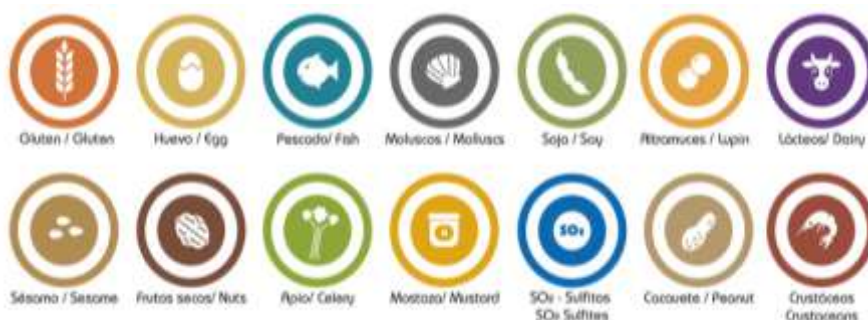 Gluten / Gluten
Huevo / Egg
Pescado/ Fish
Moluscos / Molluscs
Soja / Soy
Altramuces / Lupin
Lácteos/ Dairy
Sésamo / Sesame
Frutos secos/ Nuts
Apio/ Celery
Mostaza/ Mustard
SO₂
SO₂ - Sulfitos
SO₂ Sulfites
Cacauete / Peanut
Crustáceos
Crustaceans